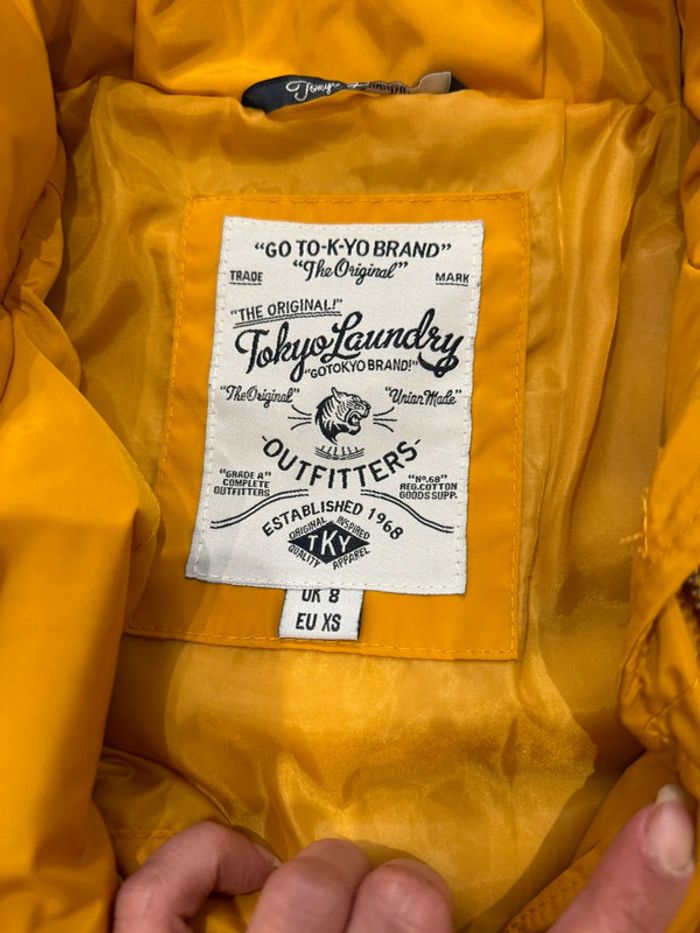 "GO TO-K-YO BRAND"
"The Original"
TRADE MARK
"THE ORIGINAL!"
Tokyo Laundry
"GOTOKYO BRAND!"
"The Original" "Union Made"
OUTFITTERS
"GRADE A" COMPLETE OUTFITTERS
"Nº.68" REG.COTTON GOODS SUPP.
ESTABLISHED 1968
ORIGINAL INSPIRED
TKY
QUALITY APPAREL
UK 8
EU XS